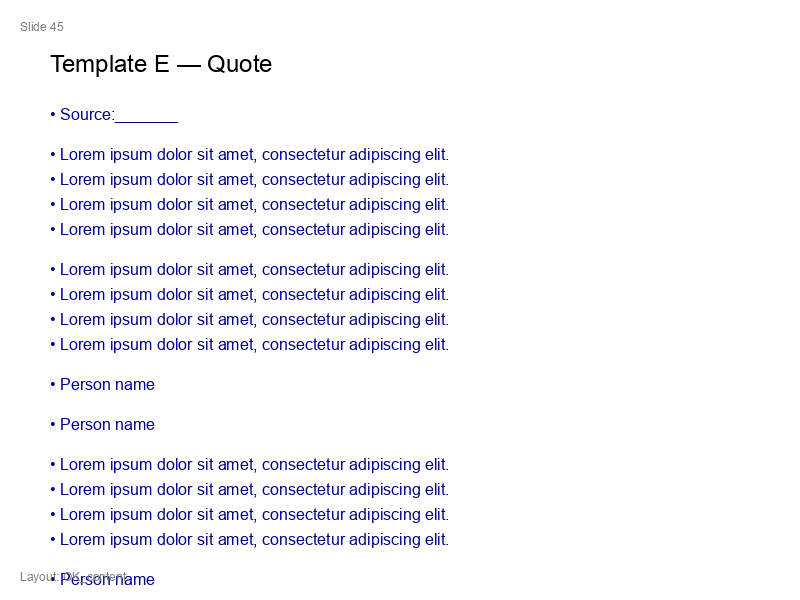 Slide 45
Template E — Quote
• Source:_______
• Lorem ipsum dolor sit amet, consectetur adipiscing elit.
• Lorem ipsum dolor sit amet, consectetur adipiscing elit.
• Lorem ipsum dolor sit amet, consectetur adipiscing elit.
• Lorem ipsum dolor sit amet, consectetur adipiscing elit.
• Lorem ipsum dolor sit amet, consectetur adipiscing elit.
• Lorem ipsum dolor sit amet, consectetur adipiscing elit.
• Lorem ipsum dolor sit amet, consectetur adipiscing elit.
• Lorem ipsum dolor sit amet, consectetur adipiscing elit.
• Person name
• Person name
• Lorem ipsum dolor sit amet, consectetur adipiscing elit.
• Lorem ipsum dolor sit amet, consectetur adipiscing elit.
• Lorem ipsum dolor sit amet, consectetur adipiscing elit.
• Lorem ipsum dolor sit amet, consectetur adipiscing elit.
• Person name
Layout: content